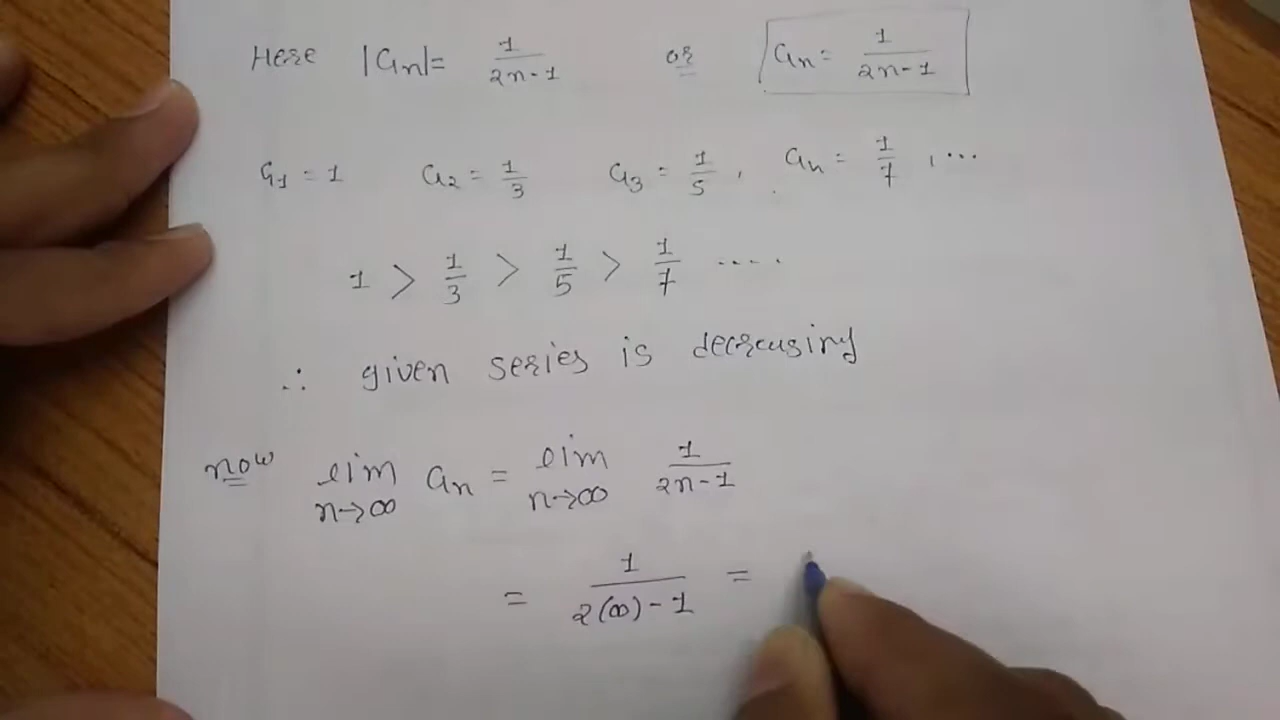 Here |an| = 1/2n-1 or an = 1/2n-1
a1 = 1 a2 = 1/3 a3 = 1/5, an = 1/7, ...
1 > 1/3 > 1/5 > 1/7 ....
∴ given series is decreasing
now lim n→∞ an = lim n→∞ 1/2n-1
= 1/2(∞)-1 =